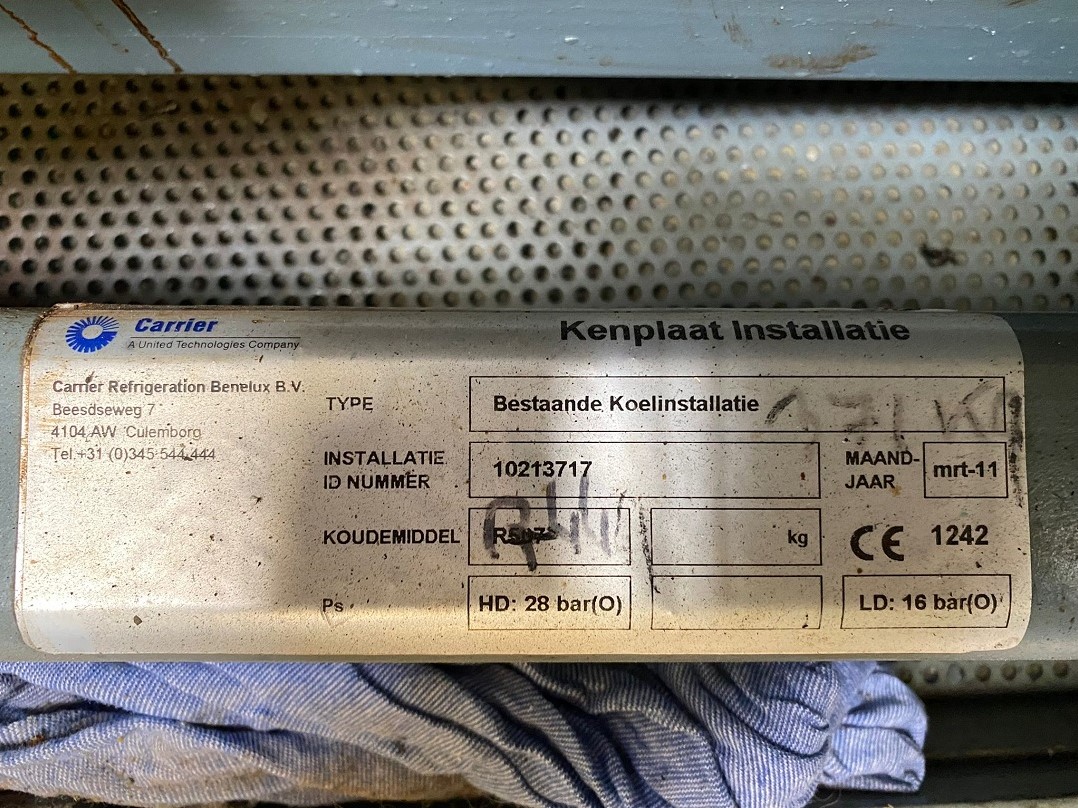 Carrier
A United Technologies Company
Kenplaat Installatie
Carrier Refrigeration Benelux B.V.
Beesdseweg 7
4104 AW Culemborg
Tel.+31 (0)345 544 444
TYPE
Bestaande Koelinstallatie
INSTALLATIE
ID NUMMER
10213717
MAAND-
JAAR
mrt-11
KOUDEMIDDEL
kg
CE 1242
Ps
HD: 28 bar(O)
LD: 16 bar(O)